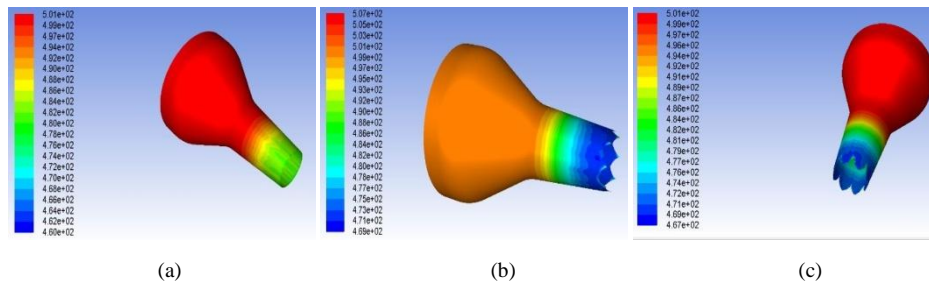 5.01e+02
4.99e+02
4.97e+02
4.94e+02
4.92e+02
4.90e+02
4.88e+02
4.86e+02
4.84e+02
4.82e+02
4.80e+02
4.78e+02
4.76e+02
4.74e+02
4.72e+02
4.70e+02
4.68e+02
4.66e+02
4.64e+02
4.62e+02
4.60e+02
5.07e+02
5.05e+02
5.03e+02
5.01e+02
4.99e+02
4.97e+02
4.95e+02
4.93e+02
4.92e+02
4.90e+02
4.88e+02
4.86e+02
4.84e+02
4.82e+02
4.80e+02
4.78e+02
4.77e+02
4.75e+02
4.73e+02
4.71e+02
4.69e+02
5.01e+02
4.99e+02
4.98e+02
4.96e+02
4.94e+02
4.92e+02
4.91e+02
4.89e+02
4.87e+02
4.86e+02
4.84e+02
4.82e+02
4.81e+02
4.79e+02
4.77e+02
4.76e+02
4.74e+02
4.72e+02
4.70e+02
4.69e+02
4.67e+02
(a) (b) (c)